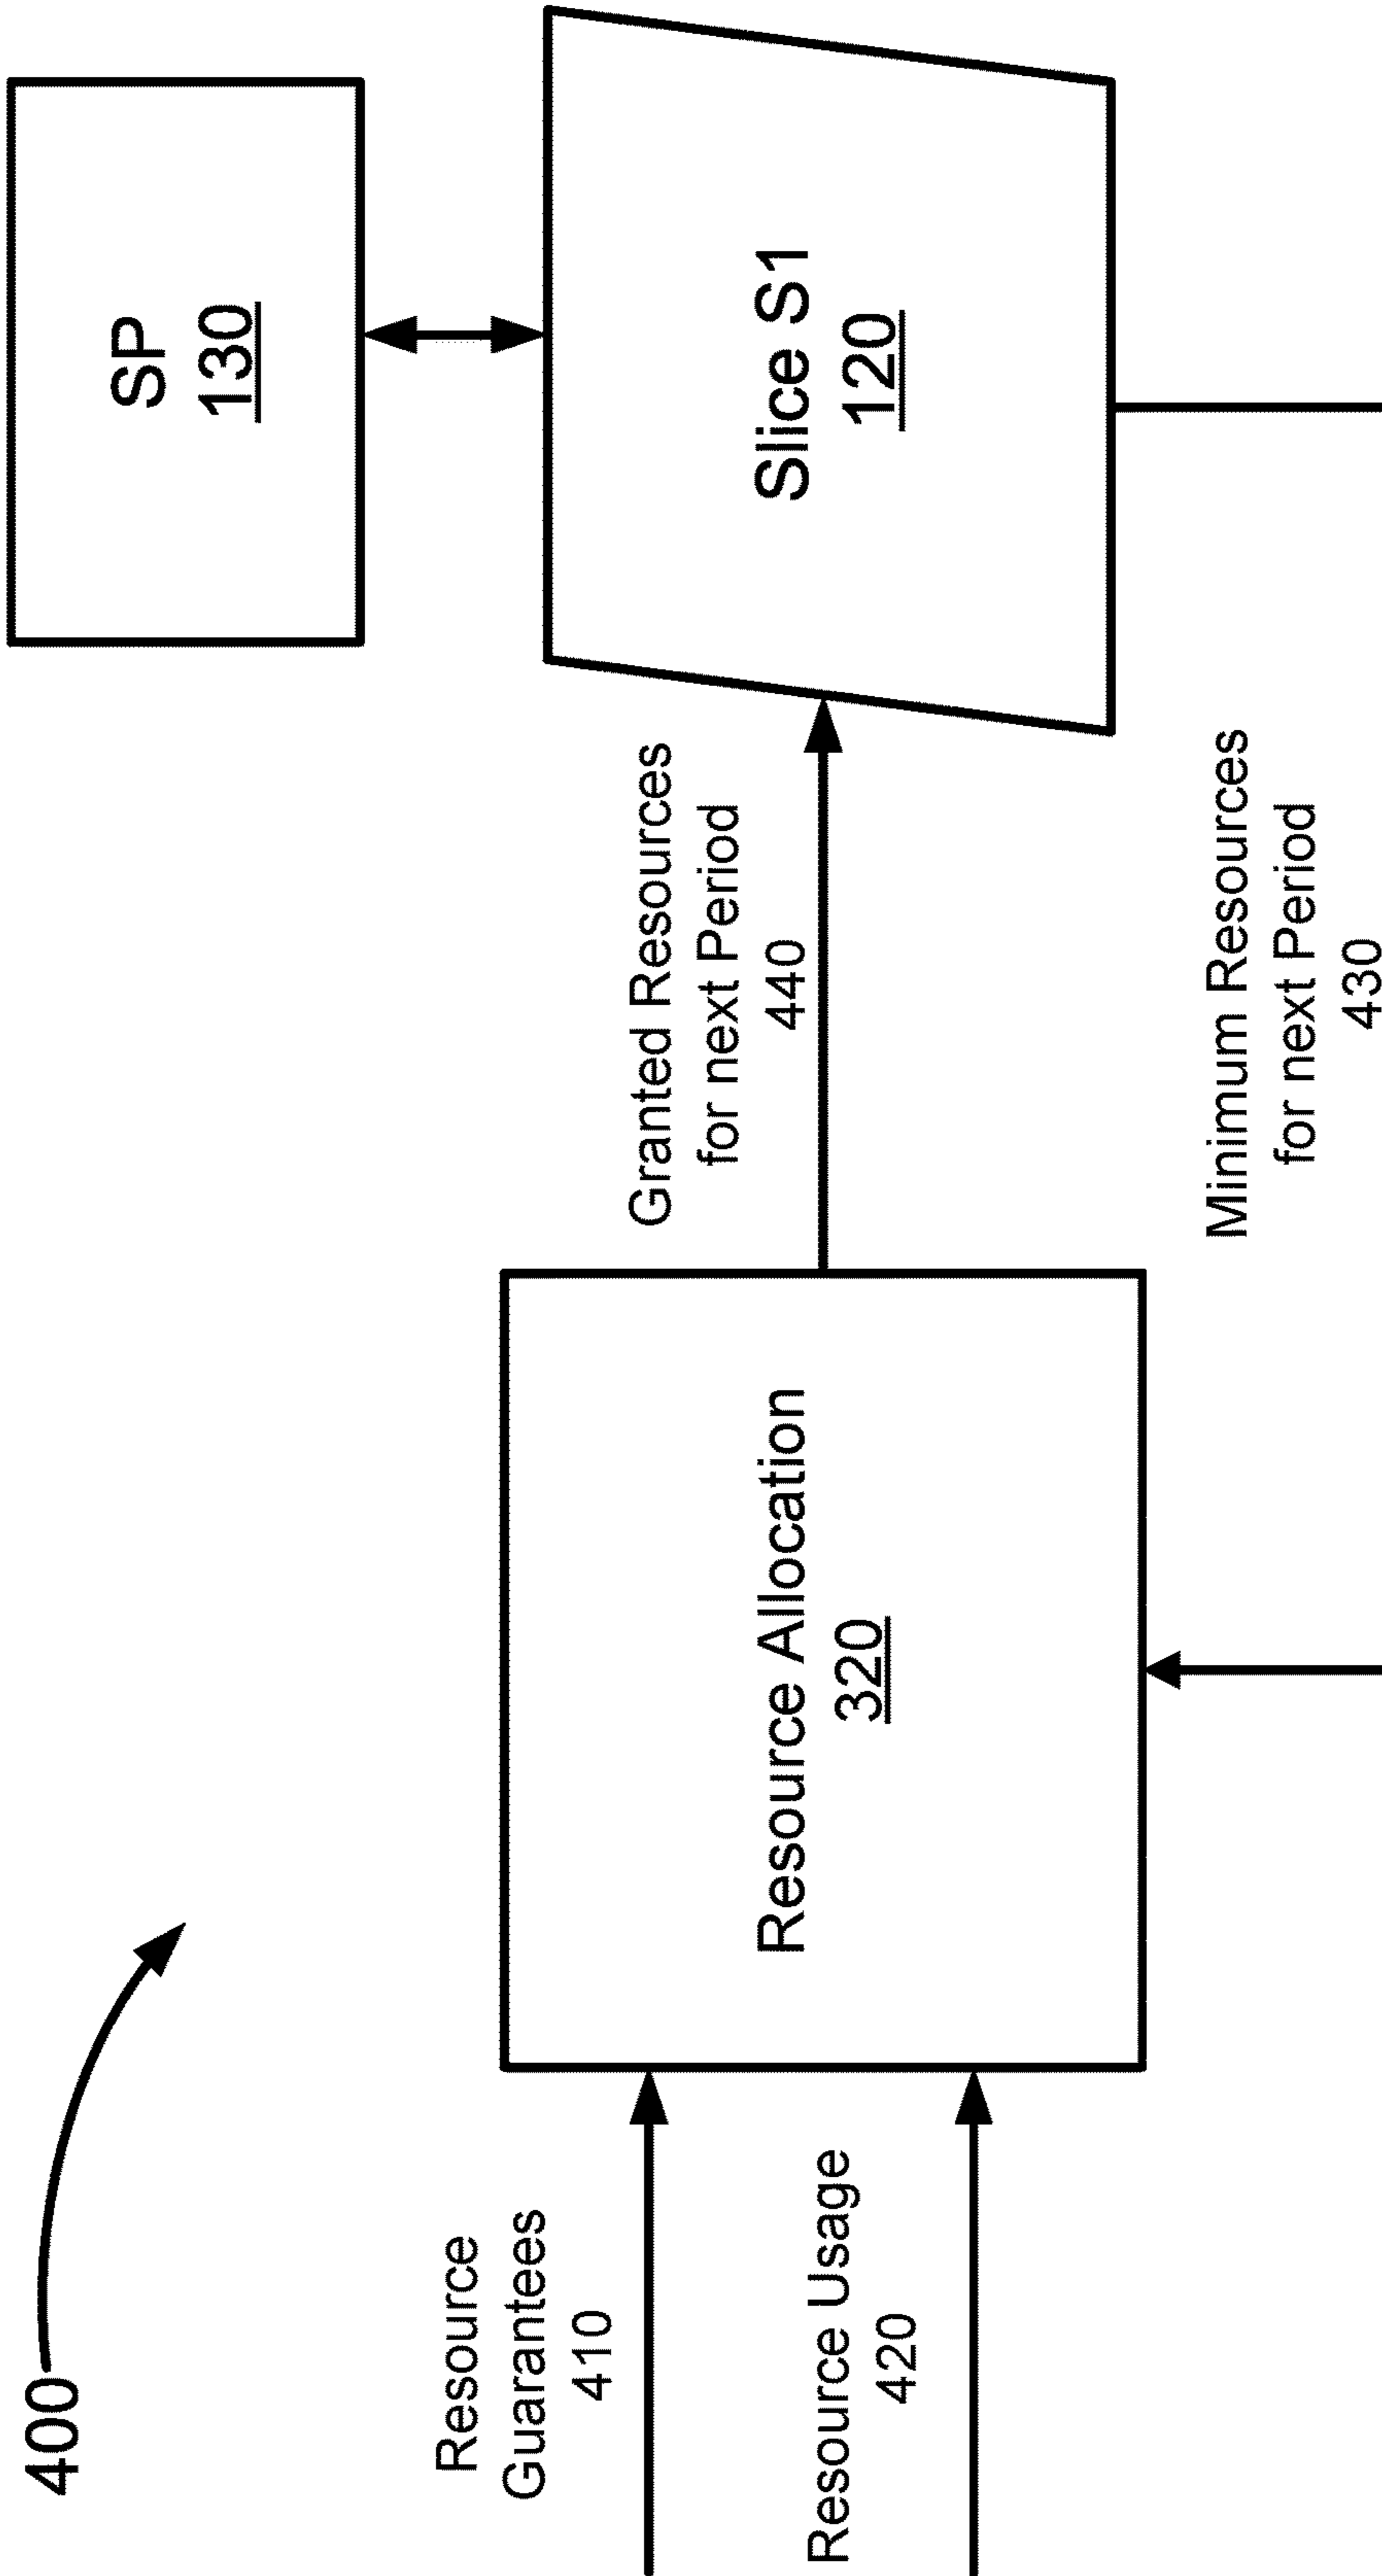 400
SP
130
Resource
Guarantees
410
Granted Resources
for next Period
440
Resource Usage
420
Resource Allocation
320
Slice S1
120
Minimum Resources
for next Period
430